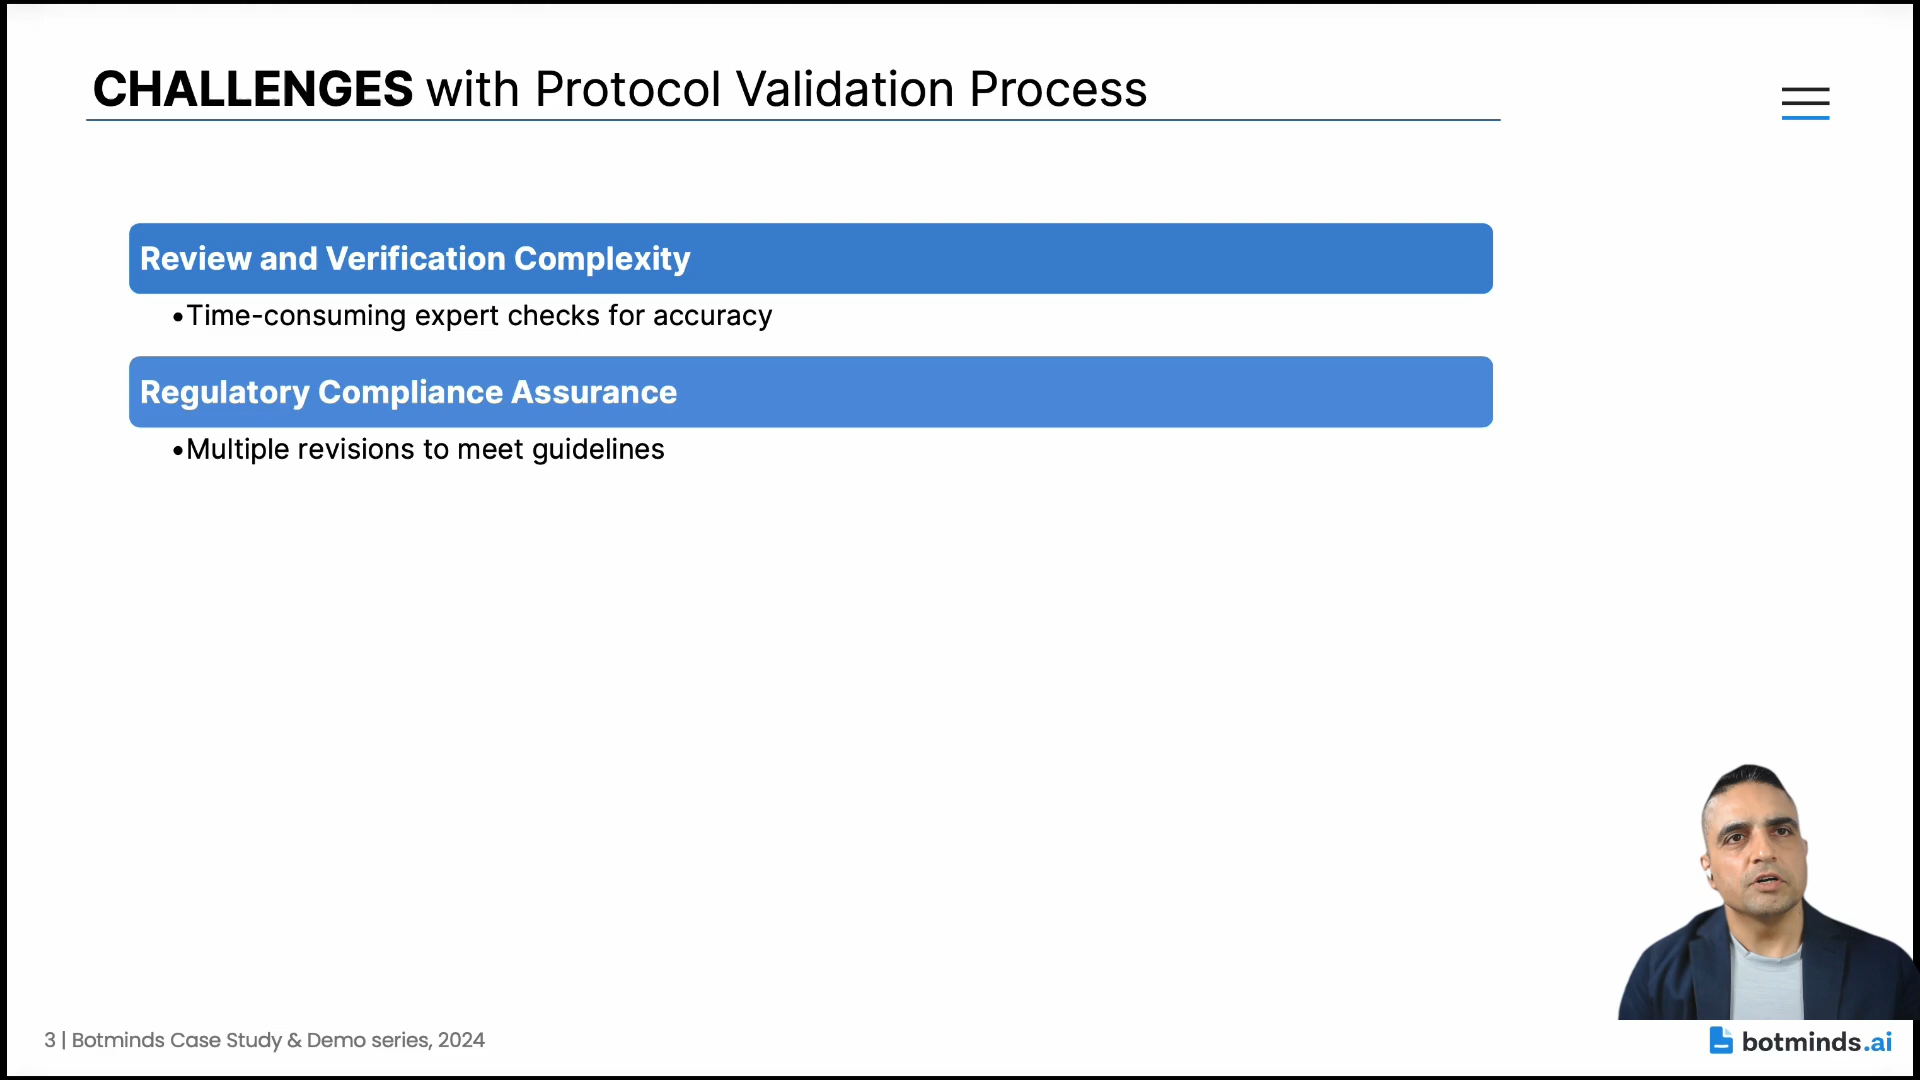 CHALLENGES with Protocol Validation Process
Review and Verification Complexity
•Time-consuming expert checks for accuracy
Regulatory Compliance Assurance
•Multiple revisions to meet guidelines
3 | Botminds Case Study & Demo series, 2024
botminds.ai